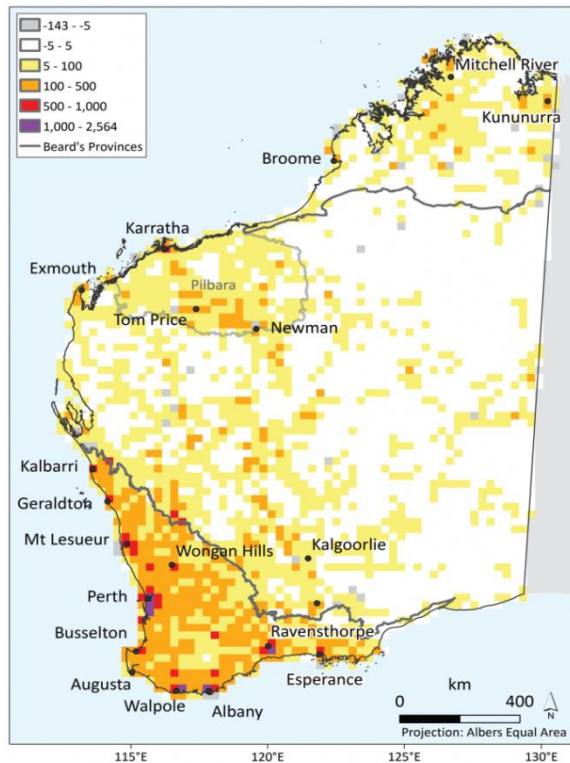 -143 - -5
-5 - 5
5 - 100
100 - 500
500 - 1,000
1,000 - 2,564
Beard's Provinces
Mitchell River
Kununurra
Broome
Karratha
Exmouth
Pilbara
Tom Price
Newman
Kalbarri
Geraldton
Mt Lesueur
Wongan Hills
Kalgoorlie
Perth
Busselton
Ravensthorpe
Augusta
Esperance
Walpole
Albany
km
0 400
N
Projection: Albers Equal Area
115°E 120°E 125°E 130°E